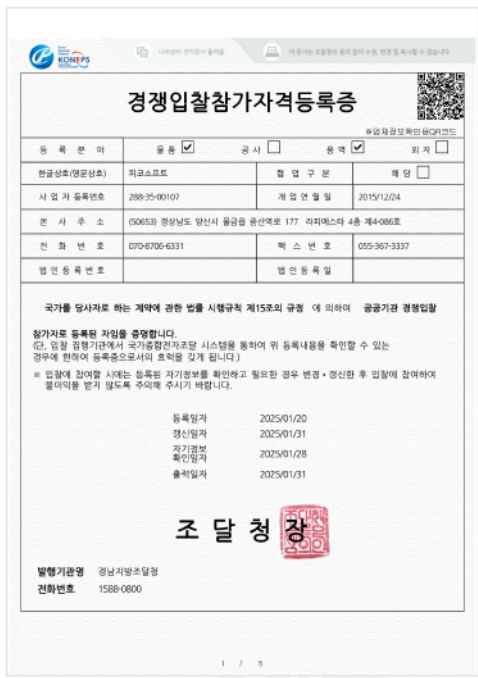 KONEPS
나라장터 전자문서 출력물
이 문서는 조달청의 동의 없이 수정, 변경 및 복사할 수 없습니다.
경쟁입찰참가자격등록증
※업체정보확인용QR코드
등 록 분 야 물 품 ☑ 공 사 ☐ 용 역 ☑ 외 자 ☐
한글상호(영문상호) 피코소프트 협 업 구 분 해 당 ☐
사 업 자 등록번호 288-35-00107 개 업 연 월 일 2015/12/24
본 사 주 소 (50653) 경상남도 양산시 물금읍 증산역로 177 라피에스타 4층 제4-086호
전 화 번 호 070-8706-6331 팩 스 번 호 055-367-3337
법 인 등 록 번 호 법 인 등 록 일
국가를 당사자로 하는 계약에 관한 법률 시행규칙 제15조의 규정 에 의하여 공공기관 경쟁입찰
참가자로 등록된 자임을 증명합니다.
(단, 입찰 집행기관에서 국가종합전자조달 시스템을 통하여 위 등록내용을 확인할 수 있는
경우에 한하여 등록증으로서의 효력을 갖게 됩니다.)
※ 입찰에 참여할 시에는 등록된 자기정보를 확인하고 필요한 경우 변경·갱신한 후 입찰에 참여하여
불이익을 받지 않도록 주의해 주시기 바랍니다.
등록일자 2025/01/20
갱신일자 2025/01/31
자기정보
확인일자 2025/01/28
출력일자 2025/01/31
조 달 청 장
발행기관명 경남지방조달청
전화번호 1588-0800
1 / 5